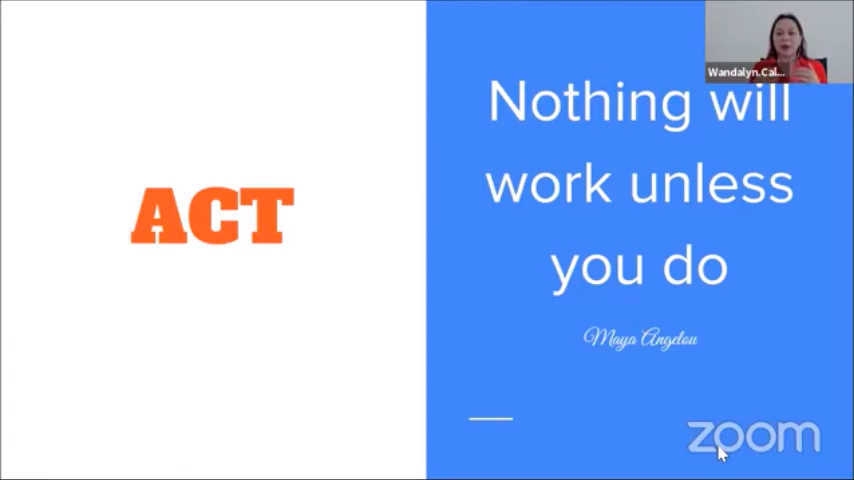 ACT
Wandalyn.Cal...
Nothing will
work unless
you do
Maya Angelou
zoom